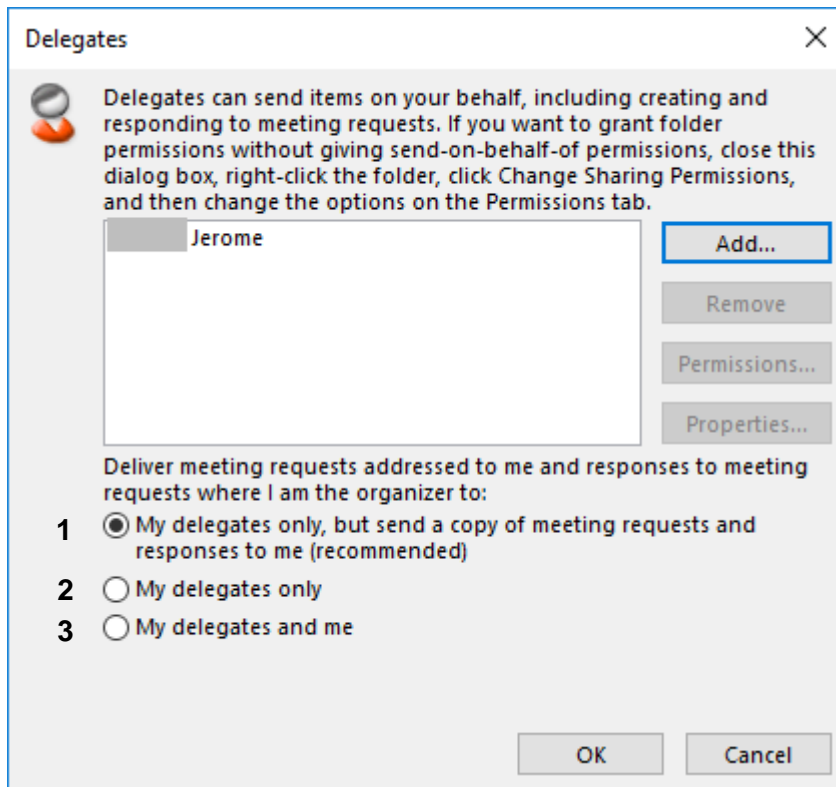 Delegates
Delegates can send items on your behalf, including creating and
responding to meeting requests. If you want to grant folder
permissions without giving send-on-behalf-of permissions, close this
dialog box, right-click the folder, click Change Sharing Permissions,
and then change the options on the Permissions tab.
Jerome
Add...
Remove
Permissions...
Properties...
Deliver meeting requests addressed to me and responses to meeting
requests where I am the organizer to:
1 My delegates only, but send a copy of meeting requests and
responses to me (recommended)
2 My delegates only
3 My delegates and me
OK Cancel